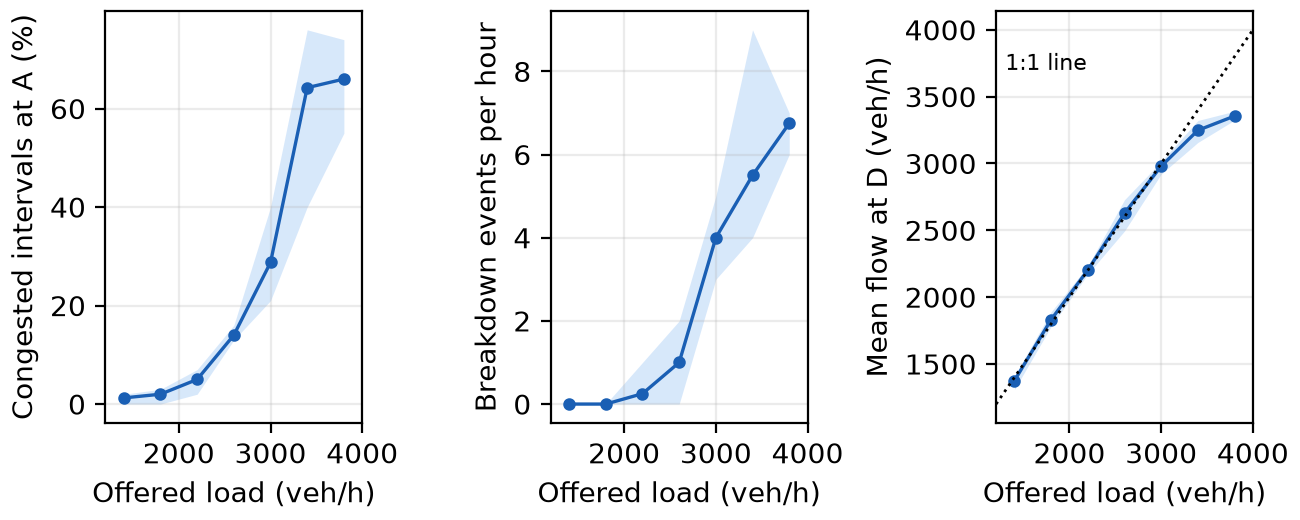 Congested intervals at A (%)
60
40
20
0
2000 3000 4000
Offered load (veh/h)
Breakdown events per hour
8
6
4
2
0
2000 3000 4000
Offered load (veh/h)
Mean flow at D (veh/h)
4000
3500
3000
2500
2000
1500
1:1 line
2000 3000 4000
Offered load (veh/h)